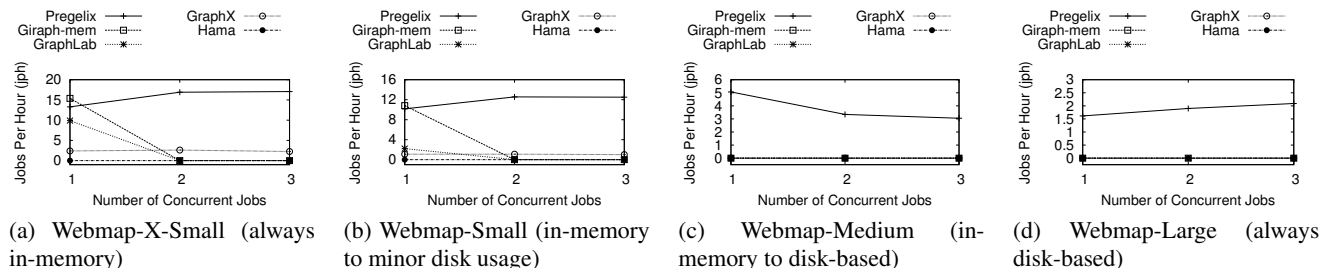 Pregelix
Giraph-mem
GraphLab
GraphX
Hama
Jobs Per Hour (jph)
20
15
10
5
0
1 2 3
Number of Concurrent Jobs
(a) Webmap-X-Small (always
in-memory)
Pregelix
Giraph-mem
GraphLab
GraphX
Hama
Jobs Per Hour (jph)
16
12
8
4
0
1 2 3
Number of Concurrent Jobs
(b) Webmap-Small (in-memory
to minor disk usage)
Pregelix
Giraph-mem
GraphLab
GraphX
Hama
Jobs Per Hour (jph)
6
5
4
3
2
1
0
1 2 3
Number of Concurrent Jobs
(c) Webmap-Medium (in-
memory to disk-based)
Pregelix
Giraph-mem
GraphLab
GraphX
Hama
Jobs Per Hour (jph)
3
2.5
2
1.5
1
0.5
0
1 2 3
Number of Concurrent Jobs
(d) Webmap-Large (always
disk-based)